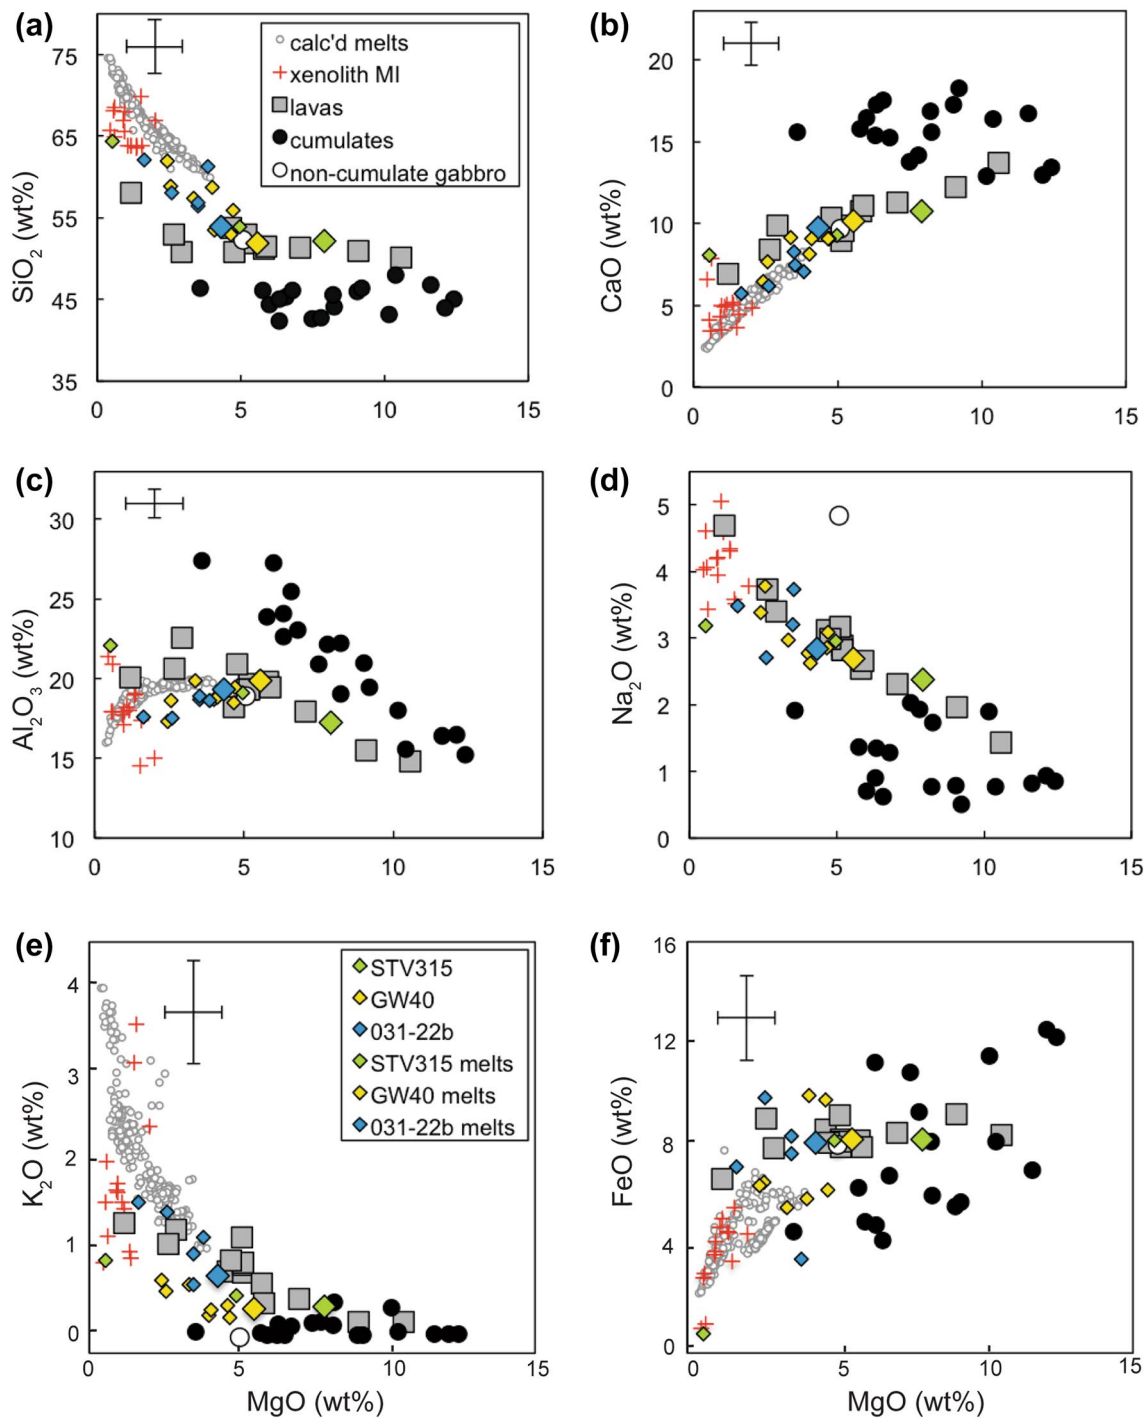 (a)
75
65
55
45
35
SiO₂ (wt%)
0 5 10 15
calc'd melts
xenolith MI
lavas
cumulates
non-cumulate gabbro
(b)
20
15
10
5
0
CaO (wt%)
0 5 10 15
(c)
30
25
20
15
10
Al₂O₃ (wt%)
0 5 10 15
(d)
5
4
3
2
1
0
Na₂O (wt%)
0 5 10 15
(e)
4
3
2
1
0
K₂O (wt%)
0 5 10 15
MgO (wt%)
STV315
GW40
031-22b
STV315 melts
GW40 melts
031-22b melts
(f)
16
12
8
4
0
FeO (wt%)
0 5 10 15
MgO (wt%)